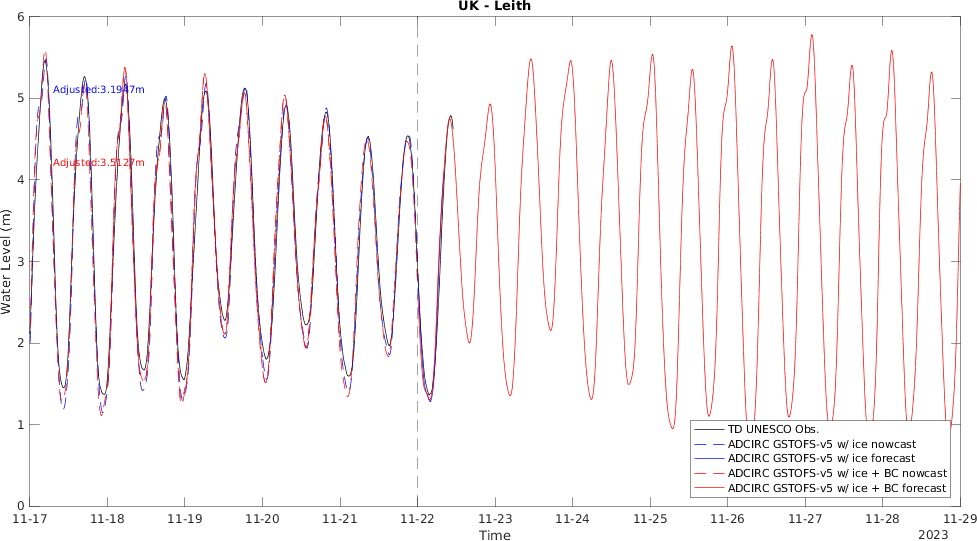 UK - Leith
6
5
4
3
2
1
0
Water Level (m)
Adjusted:3.1947m
Adjusted:3.5127m
TD UNESCO Obs.
ADCIRC GSTOFS-v5 w/ ice nowcast
ADCIRC GSTOFS-v5 w/ ice forecast
ADCIRC GSTOFS-v5 w/ ice + BC nowcast
ADCIRC GSTOFS-v5 w/ ice + BC forecast
11-17 11-18 11-19 11-20 11-21 11-22 11-23 11-24 11-25 11-26 11-27 11-28 11-29
Time
2023